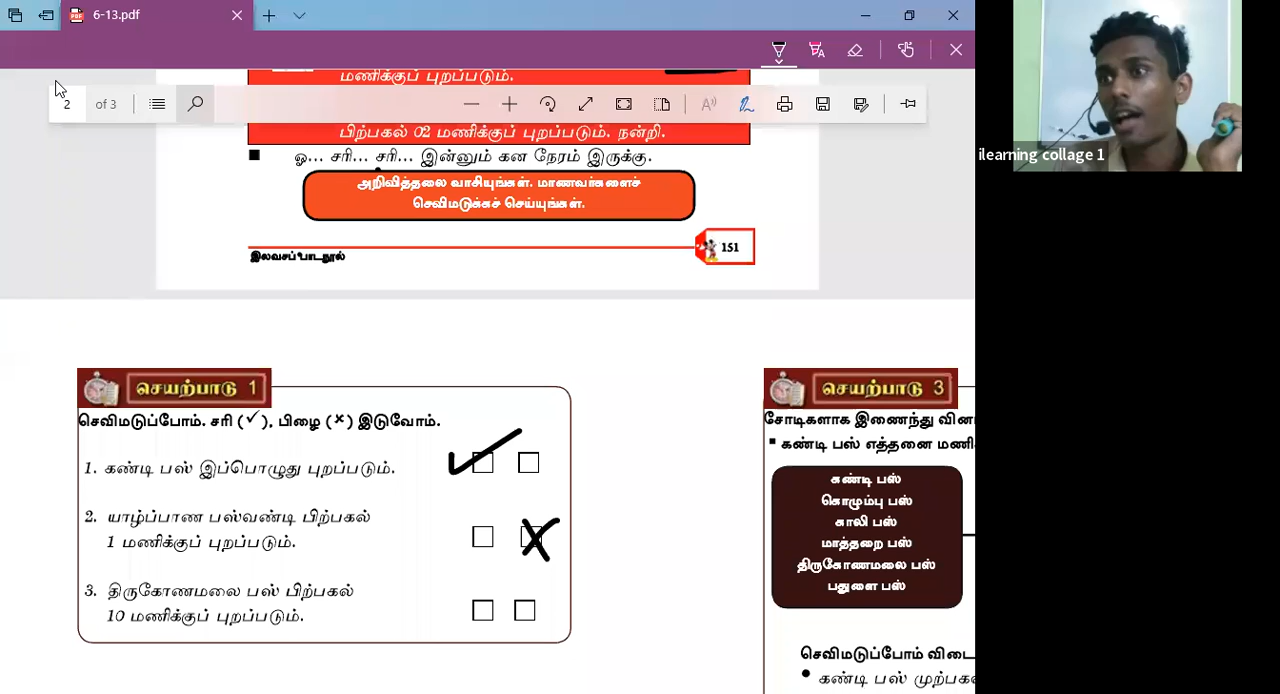 6-13.pdf
2 of 3
மணிக்குப் புறப்படும்.
பிற்பகல் 02 மணிக்குப் புறப்படும். நன்றி.
ஓ... சரி... சரி... இன்னும் கன நேரம் இருக்கு.
அறிவித்தலை வாசியுங்கள். மாணவர்களைச்
செவிமடுக்கச் செய்யுங்கள்.
இலவசப் பாடநூல்
151
ilearning collage 1
செயற்பாடு 1
செவிமடுப்போம். சரி (✓), பிழை (×) இடுவோம்.
1. கண்டி பஸ் இப்பொழுது புறப்படும்.
2. யாழ்ப்பாண பஸ்வண்டி பிற்பகல்
1 மணிக்குப் புறப்படும்.
3. திருகோணமலை பஸ் பிற்பகல்
10 மணிக்குப் புறப்படும்.
செயற்பாடு 3
சோடிகளாக இணைந்து வின
▪ கண்டி பஸ் எத்தனை மணி
கண்டி பஸ்
கொழும்பு பஸ்
காலி பஸ்
மாத்தறை பஸ்
திருகோணமலை பஸ்
பதுளை பஸ்
செவிமடுப்போம் விடை
• கண்டி பஸ் முற்பக